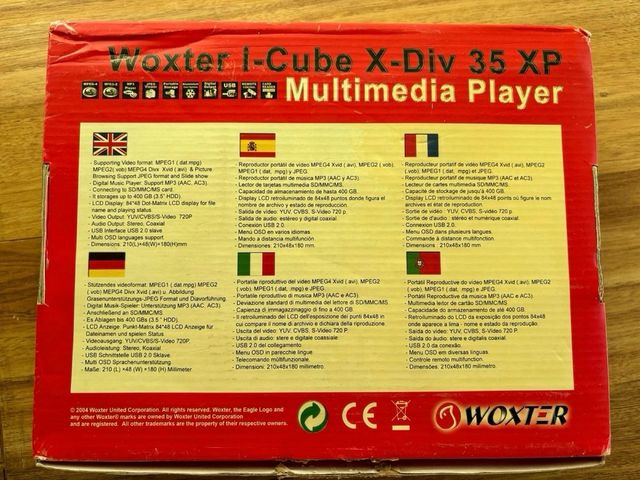 Woxter I-Cube X-Div 35 XP
Multimedia Player
- Supporting Video format: MPEG1 (.dat.mpg)
MPEG2(.vob) MEPG4 Divx Xvid (.avi) & Picture
Browsing Support JPEG format and Slide show
- Digital Music Player: Support MP3 (AAC, AC3).
- Connecting to SD/MMC/MS card.
- It storages up to 400 GB (3.5" HDD).
- LCD Display: 84*48 Dot-Matrix LCD display for file
name and playing status
- Video Output: YUV/CVBS/S-Video 720P
- Audio Output: Stereo, Coaxial
- USB Interface USB 2.0 slave
- Multi OSD languages support
- Dimensions: 210(L)×48(W)×180(H)mm
- Reproductor portátil de vídeo MPEG4 Xvid (.avi), MPEG2 (.vob)
MPEG1 (.dat, .mpg) y JPEG.
- Reproductor portátil de música MP3 (AAC y AC3).
- Lector de tarjetas multimedia SD/MMC/MS.
- Capacidad de almacenamiento de hasta 400 GB.
- Display LCD retroiluminado de 84x48 puntos donde figura el
nombre de archivo y estado de reproducción.
- Salida de vídeo: YUV, CVBS, S-Video 720 p.
- Salida de audio: estéreo y digital coaxial
- Conexión USB 2.0.
- Menu OSD en varios idiomas
- Mando a distancia multifunción
- Dimensiones: 210x48x180 mm.
- Reproducteur portatif de vidéo MPEG4 Xvid (.avi), MPEG2
(.vob) MPEG1 (.dat, .mpg) et JPEG.
- Reproducteur portatif de musique MP3 (AAC, AC3).
- Lecteur de cartes multimedia SD/MMC/MS.
- Capacité de stockage de jusqu'à 400 GB.
- Display LCD retroiluminado de 84x48 points ou figure le nom
archives et état de reproduction.
- Sortie de vidéo : YUV, CVBS, S-Video 720 p
- Sortie d'audio : stéréo et numérique coaxial
- Connexion USB 2.0.
- Menu OSD dans plusieurs langues.
- Commande à distance multifonction
- Dimensions: 210x48x180 mm
- Stützendes videoformat: MPEG1 (.dat.mpg) MPEG2
(.vob) MEPG4 Divx Xvid (.avi) u. Abbildung
Grasenunterstützungs-JPEG Format und Diavorführung.
- Digital Musik-Spieler: Unterstützung MP3 (AAC, AC3).
- Anschließend an SD/MMC/MS.
- Es Ablagen bis 400 GBs (3.5" HDD).
- LCD Anzeige: Punkt-Matrix 84*48 LCD Anzeige für
Dateinamen und spielen Status
- Videoausgang: YUV/CVBS/S-Video 720P.
- Audioleistung: Stereo, Koaxial
- USB Schnittstelle USB 2.0 Sklave.
- Multi OSD Sprachenunterstützung.
- Maße: 210 (L) ×48 (W) ×180 (H) Millimeter
- Portatile reproduttivo di video MPEG4 Xvid (.avi), MPEG2
(.vob) MPEG1 (.dat, .mpg) e JPEG.
- Portatile reproduttivo di musica MP3 (AAC e AC3).
- Deviazione standard di multimedia del lettore di SD/MMC/MS.
- Capienza d immagazzinaggio di fino a 400 GB
- Il retroilluminato del LCD dell'esposizione del puntini 84x48 in
cui compare il nome di archivio e dichiara della riproduzione.
- Uscita del video: YUV, CVBS, S-Video 720 P.
- Uscita di audio: stere e digitale coassiale.
- USB 2.0 del collegamento.
- Menu OSD in parecchie lingue
- Telecomando multifunzionale.
- Dimensioni: 210x48x180 millimetro.
- Portátil Reproductivo do video MPEG4 Xvid (.avi), MPEG2
(.vob) MPEG1 (.dat, .mpg) e JPEG.
- Portátil Reproductivo de música MP3 (AAC e AC3).
- Multimedia leitor de cartão SD/MMC/MS.
- Capacidade do armazenamento de até 400 GB.
- Retroiluminado do LCD da exposição dos pontos 84x48
onde aparece a lima - nome e estado da reprodução.
- Saída do video: YUV, CVBS, S-Video 720 p.
- Saída do audio: stere e digitales coaxial
- USB 2.0 da conexão.
- Menu OSD em diversas línguas.
- Controle remoto multifunction.
- Dimensões: 210x48x180 milímetro.
© 2004 Woxter United Corporation. All rights reserved. Woxter, the Eagle Logo and
any other Woxter® marks are owned by Woxter United Corporation
and are registered. All other trademarks are the property of their respective owners.
CE
WOXTER